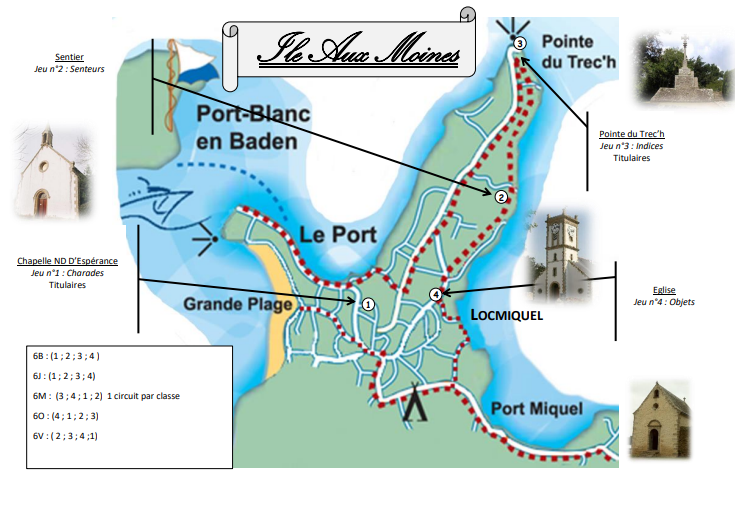 Ile Aux Moines
Sentier
Jeu n°2 : Senteurs
3
Pointe
du Trec'h
Port-Blanc
en Baden
Pointe du Trec'h
Jeu n°3 : Indices
Titulaires
2
Le Port
Chapelle ND D'Espérance
Jeu n°1 : Charades
Titulaires
Grande Plage
1
4
Eglise
Jeu n°4 : Objets
LOCMIQUEL
6B : (1 ; 2 ; 3 ; 4 )
6J : (1 ; 2 ; 3 ; 4)
6M : (3 ; 4 ; 1 ; 2) 1 circuit par classe
6O : (4 ; 1 ; 2 ; 3)
6V : ( 2 ; 3 ; 4 ;1)
Port Miquel